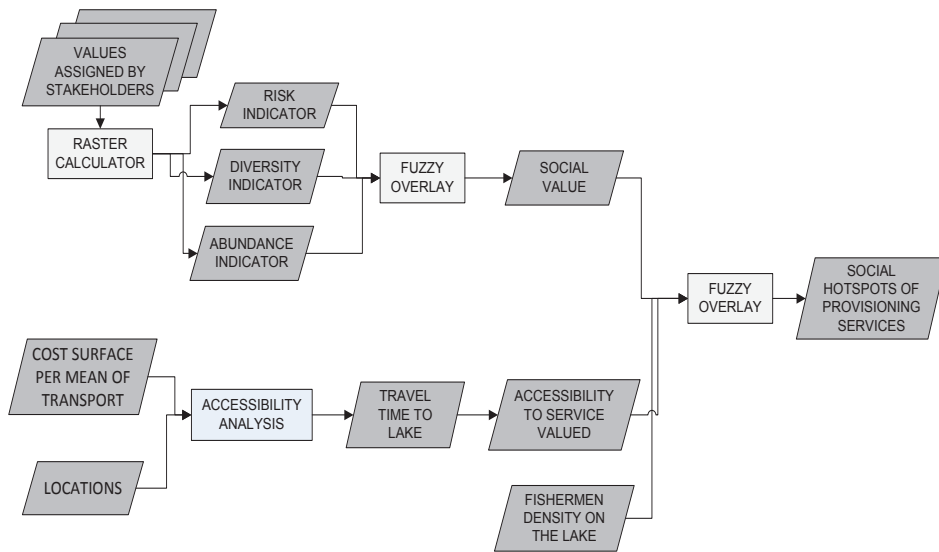 VALUES
ASSIGNED BY
STAKEHOLDERS
RASTER
CALCULATOR
RISK
INDICATOR
DIVERSITY
INDICATOR
ABUNDANCE
INDICATOR
FUZZY
OVERLAY
SOCIAL
VALUE
FUZZY
OVERLAY
SOCIAL
HOTSPOTS OF
PROVISIONING
SERVICES
COST SURFACE
PER MEAN OF
TRANSPORT
LOCATIONS
ACCESSIBILITY
ANALYSIS
TRAVEL
TIME TO
LAKE
ACCESSIBILITY
TO SERVICE
VALUED
FISHERMEN
DENSITY ON
THE LAKE